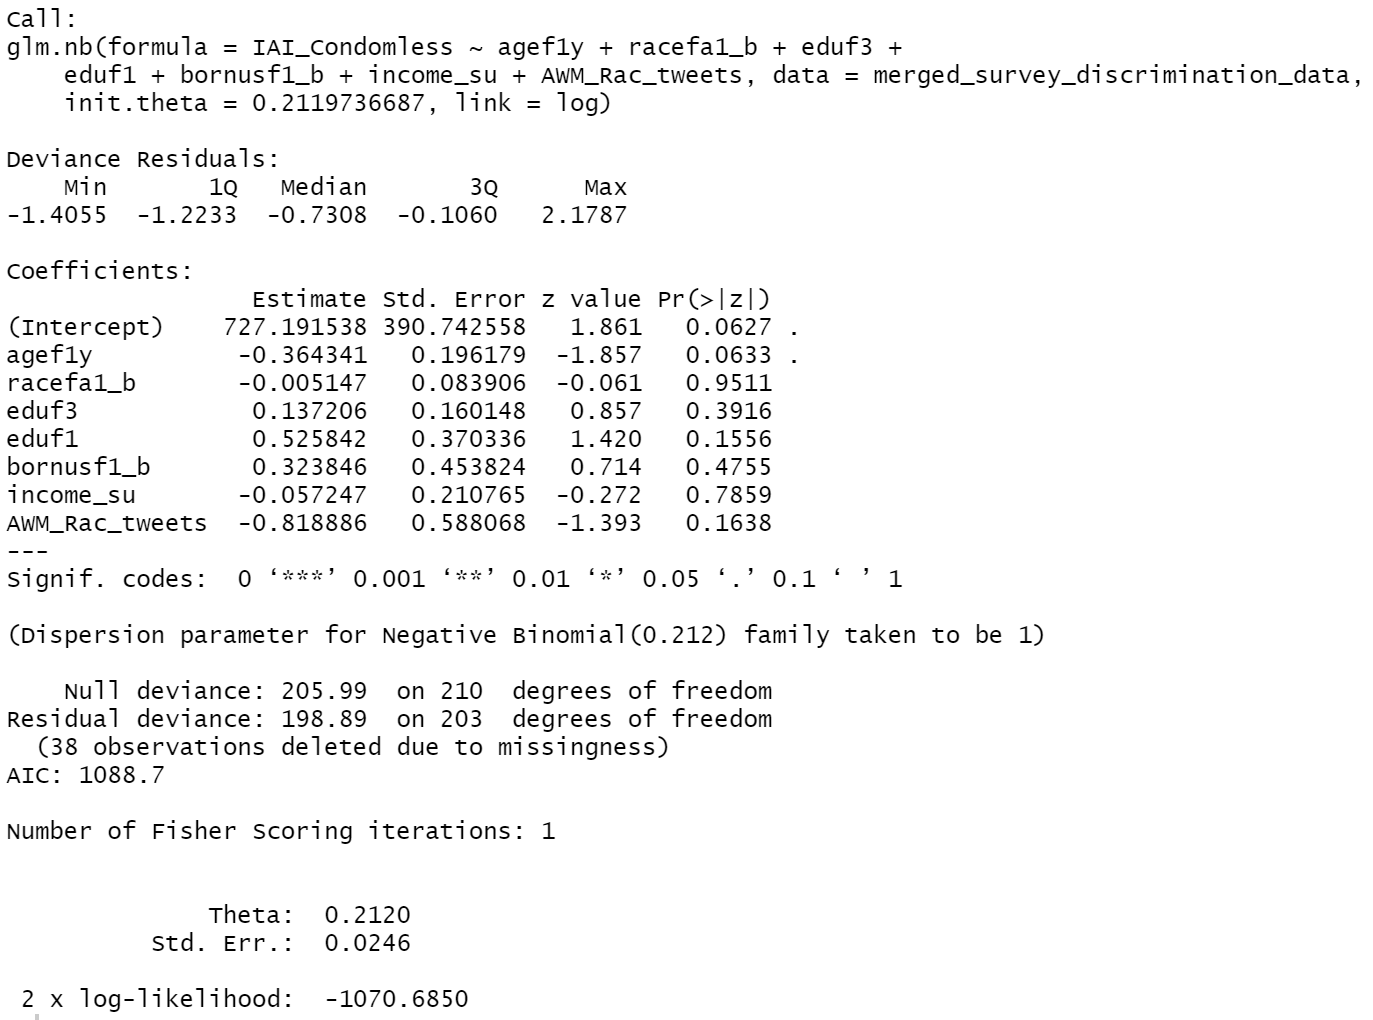 Call:
glm.nb(formula = IAI_Condomless ~ agef1y + racefa1_b + eduf3 +
    eduf1 + bornusf1_b + income_su + AWM_Rac_tweets, data = merged_survey_discrimination_data,
    init.theta = 0.2119736687, link = log)

Deviance Residuals:
    Min       1Q   Median       3Q      Max
-1.4055  -1.2233  -0.7308  -0.1060   2.1787

Coefficients:
                Estimate Std. Error z value Pr(>|z|)
(Intercept)    727.191538 390.742558   1.861   0.0627 .
agef1y          -0.364341   0.196179  -1.857   0.0633 .
racefa1_b       -0.005147   0.083906  -0.061   0.9511
eduf3            0.137206   0.160148   0.857   0.3916
eduf1            0.525842   0.370336   1.420   0.1556
bornusf1_b       0.323846   0.453824   0.714   0.4755
income_su       -0.057247   0.210765  -0.272   0.7859
AWM_Rac_tweets  -0.818886   0.588068  -1.393   0.1638
---
Signif. codes:  0 ‘***’ 0.001 ‘**’ 0.01 ‘*’ 0.05 ‘.’ 0.1 ‘ ’ 1

(Dispersion parameter for Negative Binomial(0.212) family taken to be 1)

    Null deviance: 205.99  on 210  degrees of freedom
Residual deviance: 198.89  on 203  degrees of freedom
  (38 observations deleted due to missingness)
AIC: 1088.7

Number of Fisher Scoring iterations: 1


              Theta:  0.2120
          Std. Err.:  0.0246

 2 x log-likelihood:  -1070.6850